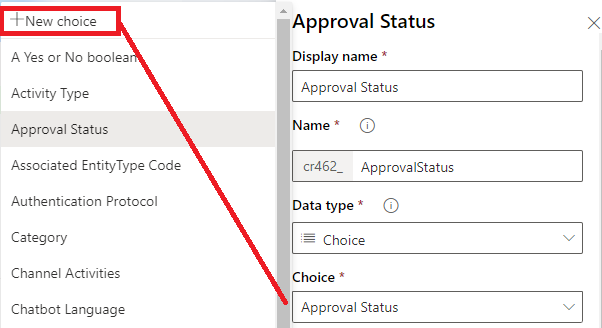 +New choice
A Yes or No boolean
Activity Type
Approval Status
Associated EntityType Code
Authentication Protocol
Category
Channel Activities
Chatbot Language
Approval Status
Display name *
Approval Status
Name *
cr462_ ApprovalStatus
Data type *
Choice
Choice *
Approval Status